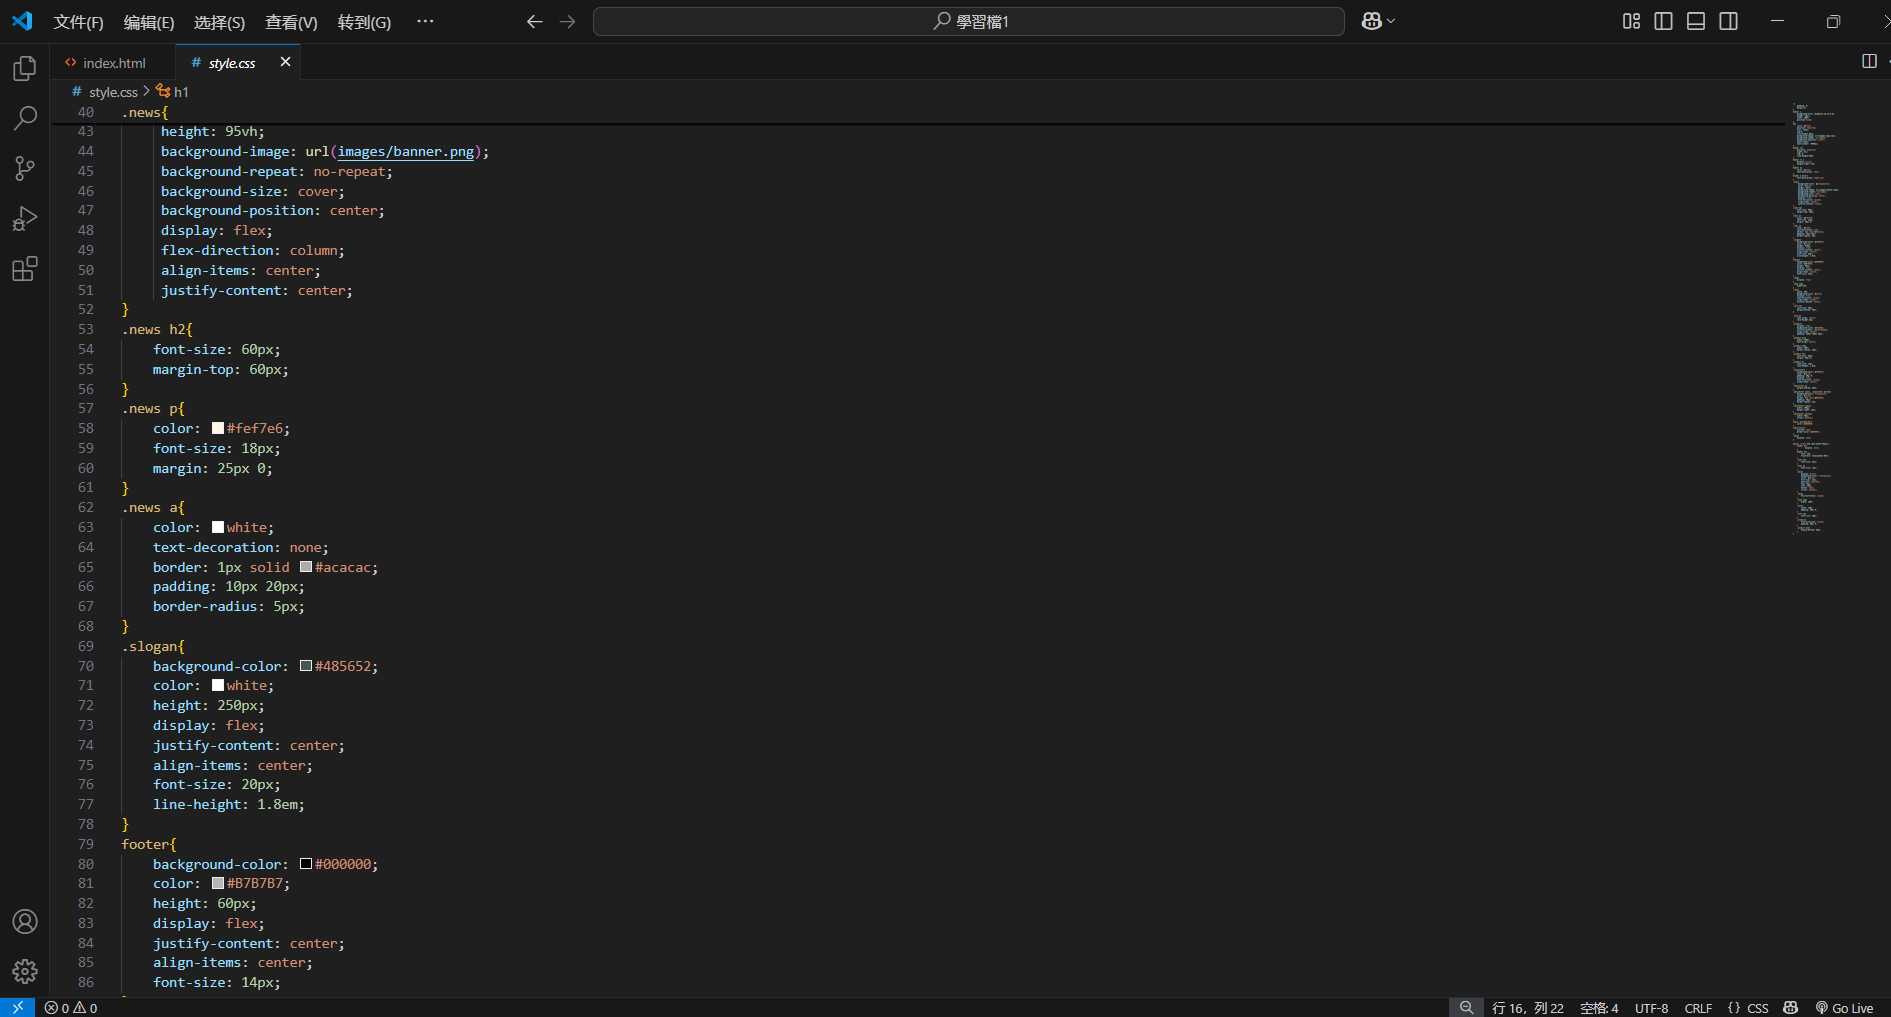 文件(F) 编辑(E) 选择(S) 查看(V) 转到(G) ··· 學習檔1
index.html # style.css
# style.css > h1
40 .news{
43 height: 95vh;
44 background-image: url(images/banner.png);
45 background-repeat: no-repeat;
46 background-size: cover;
47 background-position: center;
48 display: flex;
49 flex-direction: column;
50 align-items: center;
51 justify-content: center;
52 }
53 .news h2{
54 font-size: 60px;
55 margin-top: 60px;
56 }
57 .news p{
58 color: #fef7e6;
59 font-size: 18px;
60 margin: 25px 0;
61 }
62 .news a{
63 color: white;
64 text-decoration: none;
65 border: 1px solid #acacac;
66 padding: 10px 20px;
67 border-radius: 5px;
68 }
69 .slogan{
70 background-color: #485652;
71 color: white;
72 height: 250px;
73 display: flex;
74 justify-content: center;
75 align-items: center;
76 font-size: 20px;
77 line-height: 1.8em;
78 }
79 footer{
80 background-color: #000000;
81 color: #B7B7B7;
82 height: 60px;
83 display: flex;
84 justify-content: center;
85 align-items: center;
86 font-size: 14px;
0 0 行 16，列 22 空格: 4 UTF-8 CRLF {} CSS Go Live